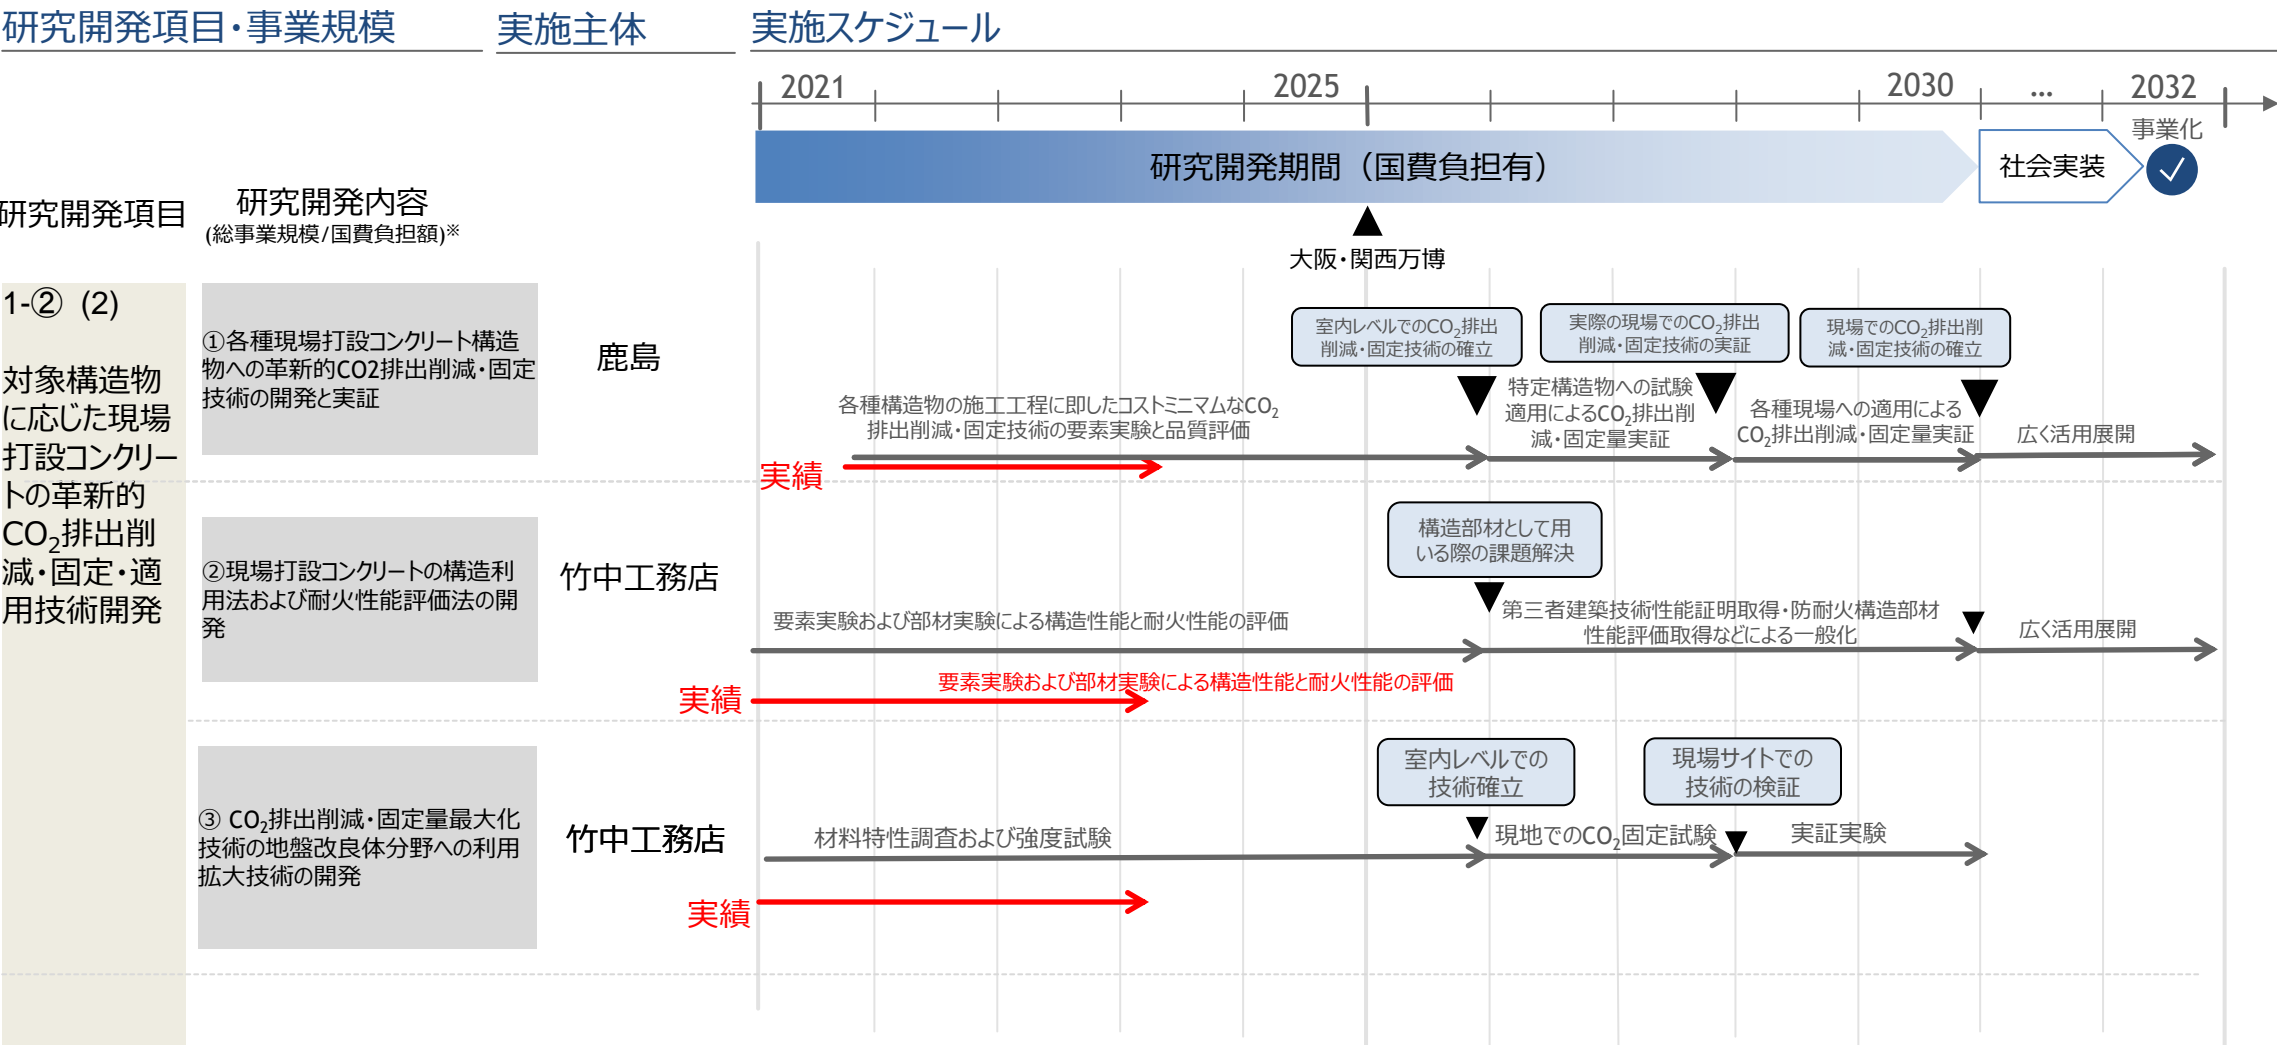 研究開発項目・事業規模
実施主体
実施スケジュール
2021
2025
2030
...
2032
事業化
研究開発期間（国費負担有）
社会実装
研究開発項目
研究開発内容
(総事業規模/国費負担額)※
大阪・関西万博
1-② (2)
対象構造物
に応じた現場
打設コンクリー
トの革新的
CO₂排出削
減・固定・適
用技術開発
①各種現場打設コンクリート構造
物への革新的CO2排出削減・固定
技術の開発と実証
鹿島
室内レベルでのCO₂排出
削減・固定技術の確立
実際の現場でのCO₂排出
削減・固定技術の実証
現場でのCO₂排出削
減・固定技術の確立
各種構造物の施工工程に即したコストミニマムなCO₂
排出削減・固定技術の要素実験と品質評価
特定構造物への試験
適用によるCO₂排出削
減・固定量実証
各種現場への適用による
CO₂排出削減・固定量実証
広く活用展開
実績
②現場打設コンクリートの構造利
用法および耐火性能評価法の開
発
竹中工務店
構造部材として用
いる際の課題解決
要素実験および部材実験による構造性能と耐火性能の評価
第三者建築技術性能証明取得・防耐火構造部材
性能評価取得などによる一般化
広く活用展開
要素実験および部材実験による構造性能と耐火性能の評価
実績
③ CO₂排出削減・固定量最大化
技術の地盤改良体分野への利用
拡大技術の開発
竹中工務店
室内レベルでの
技術確立
現場サイトでの
技術の検証
材料特性調査および強度試験
現地でのCO₂固定試験
実証実験
実績